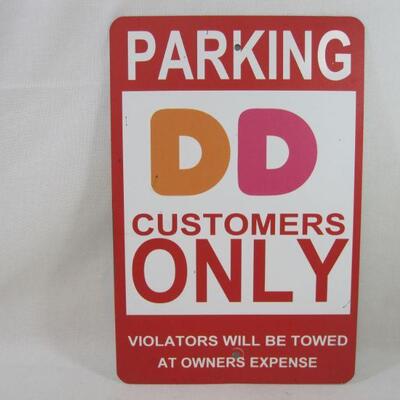 PARKING
DD
CUSTOMERS
ONLY
VIOLATORS WILL BE TOWED
AT OWNERS EXPENSE